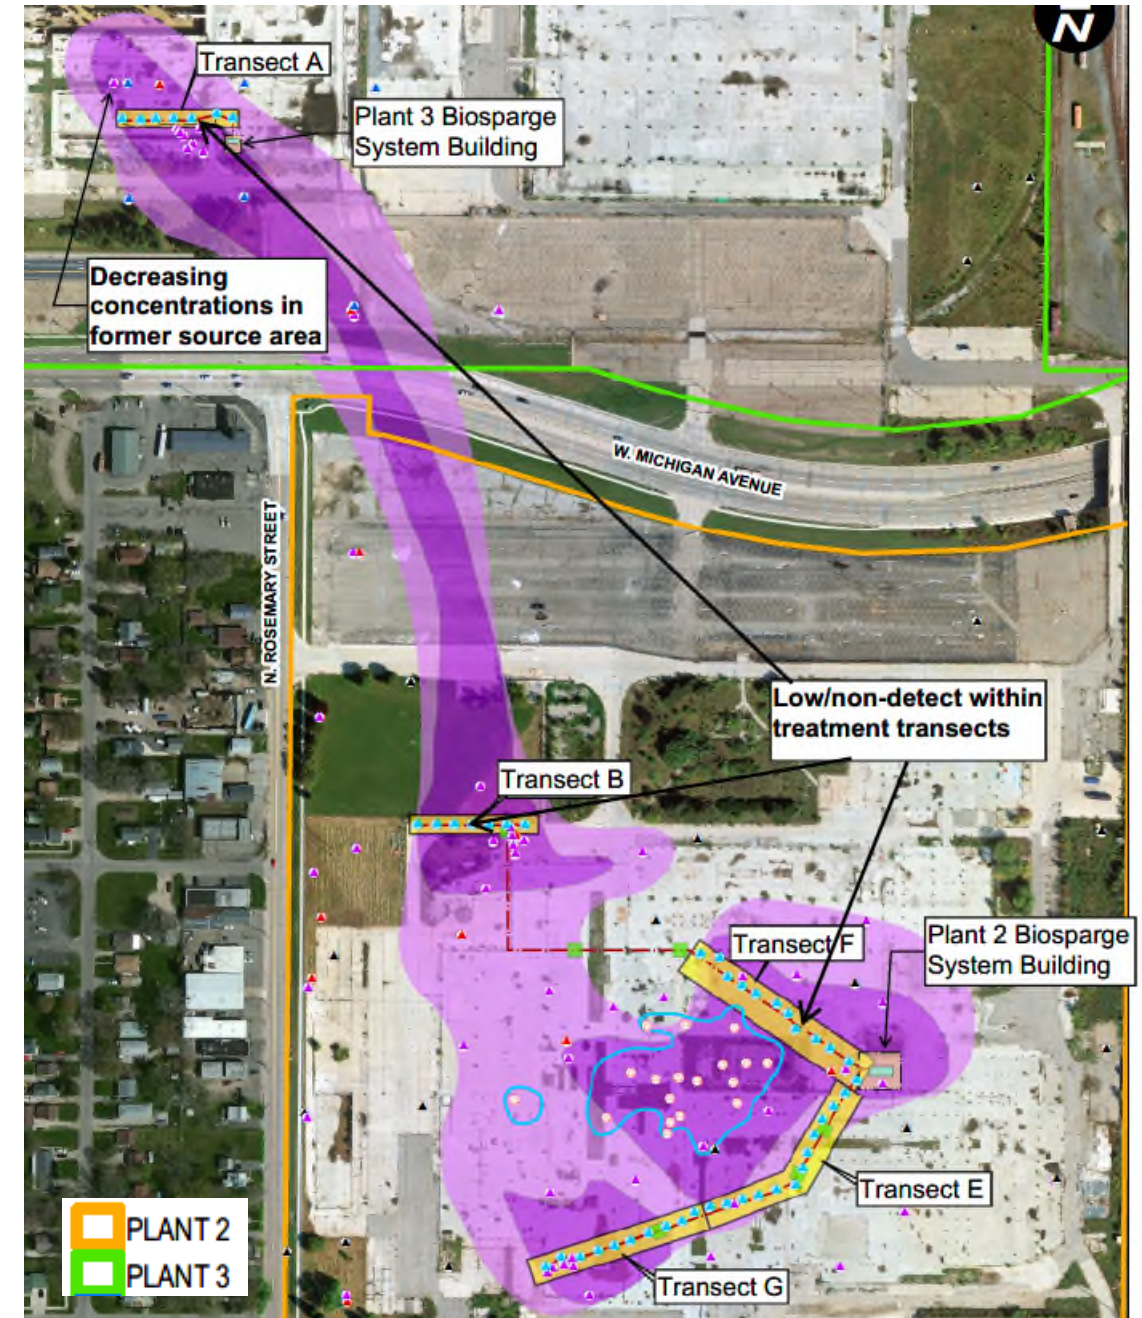 N
Transect A
Plant 3 Biosparge
System Building
Decreasing
concentrations in
former source area
W. MICHIGAN AVENUE
N. ROSEMARY STREET
Low/non-detect within
treatment transects
Transect B
Transect F
Plant 2 Biosparge
System Building
Transect E
Transect G
PLANT 2
PLANT 3